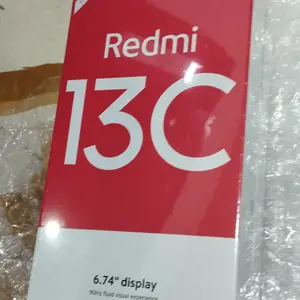 Redmi
13C
6.74" display
90Hz fluid visual experience